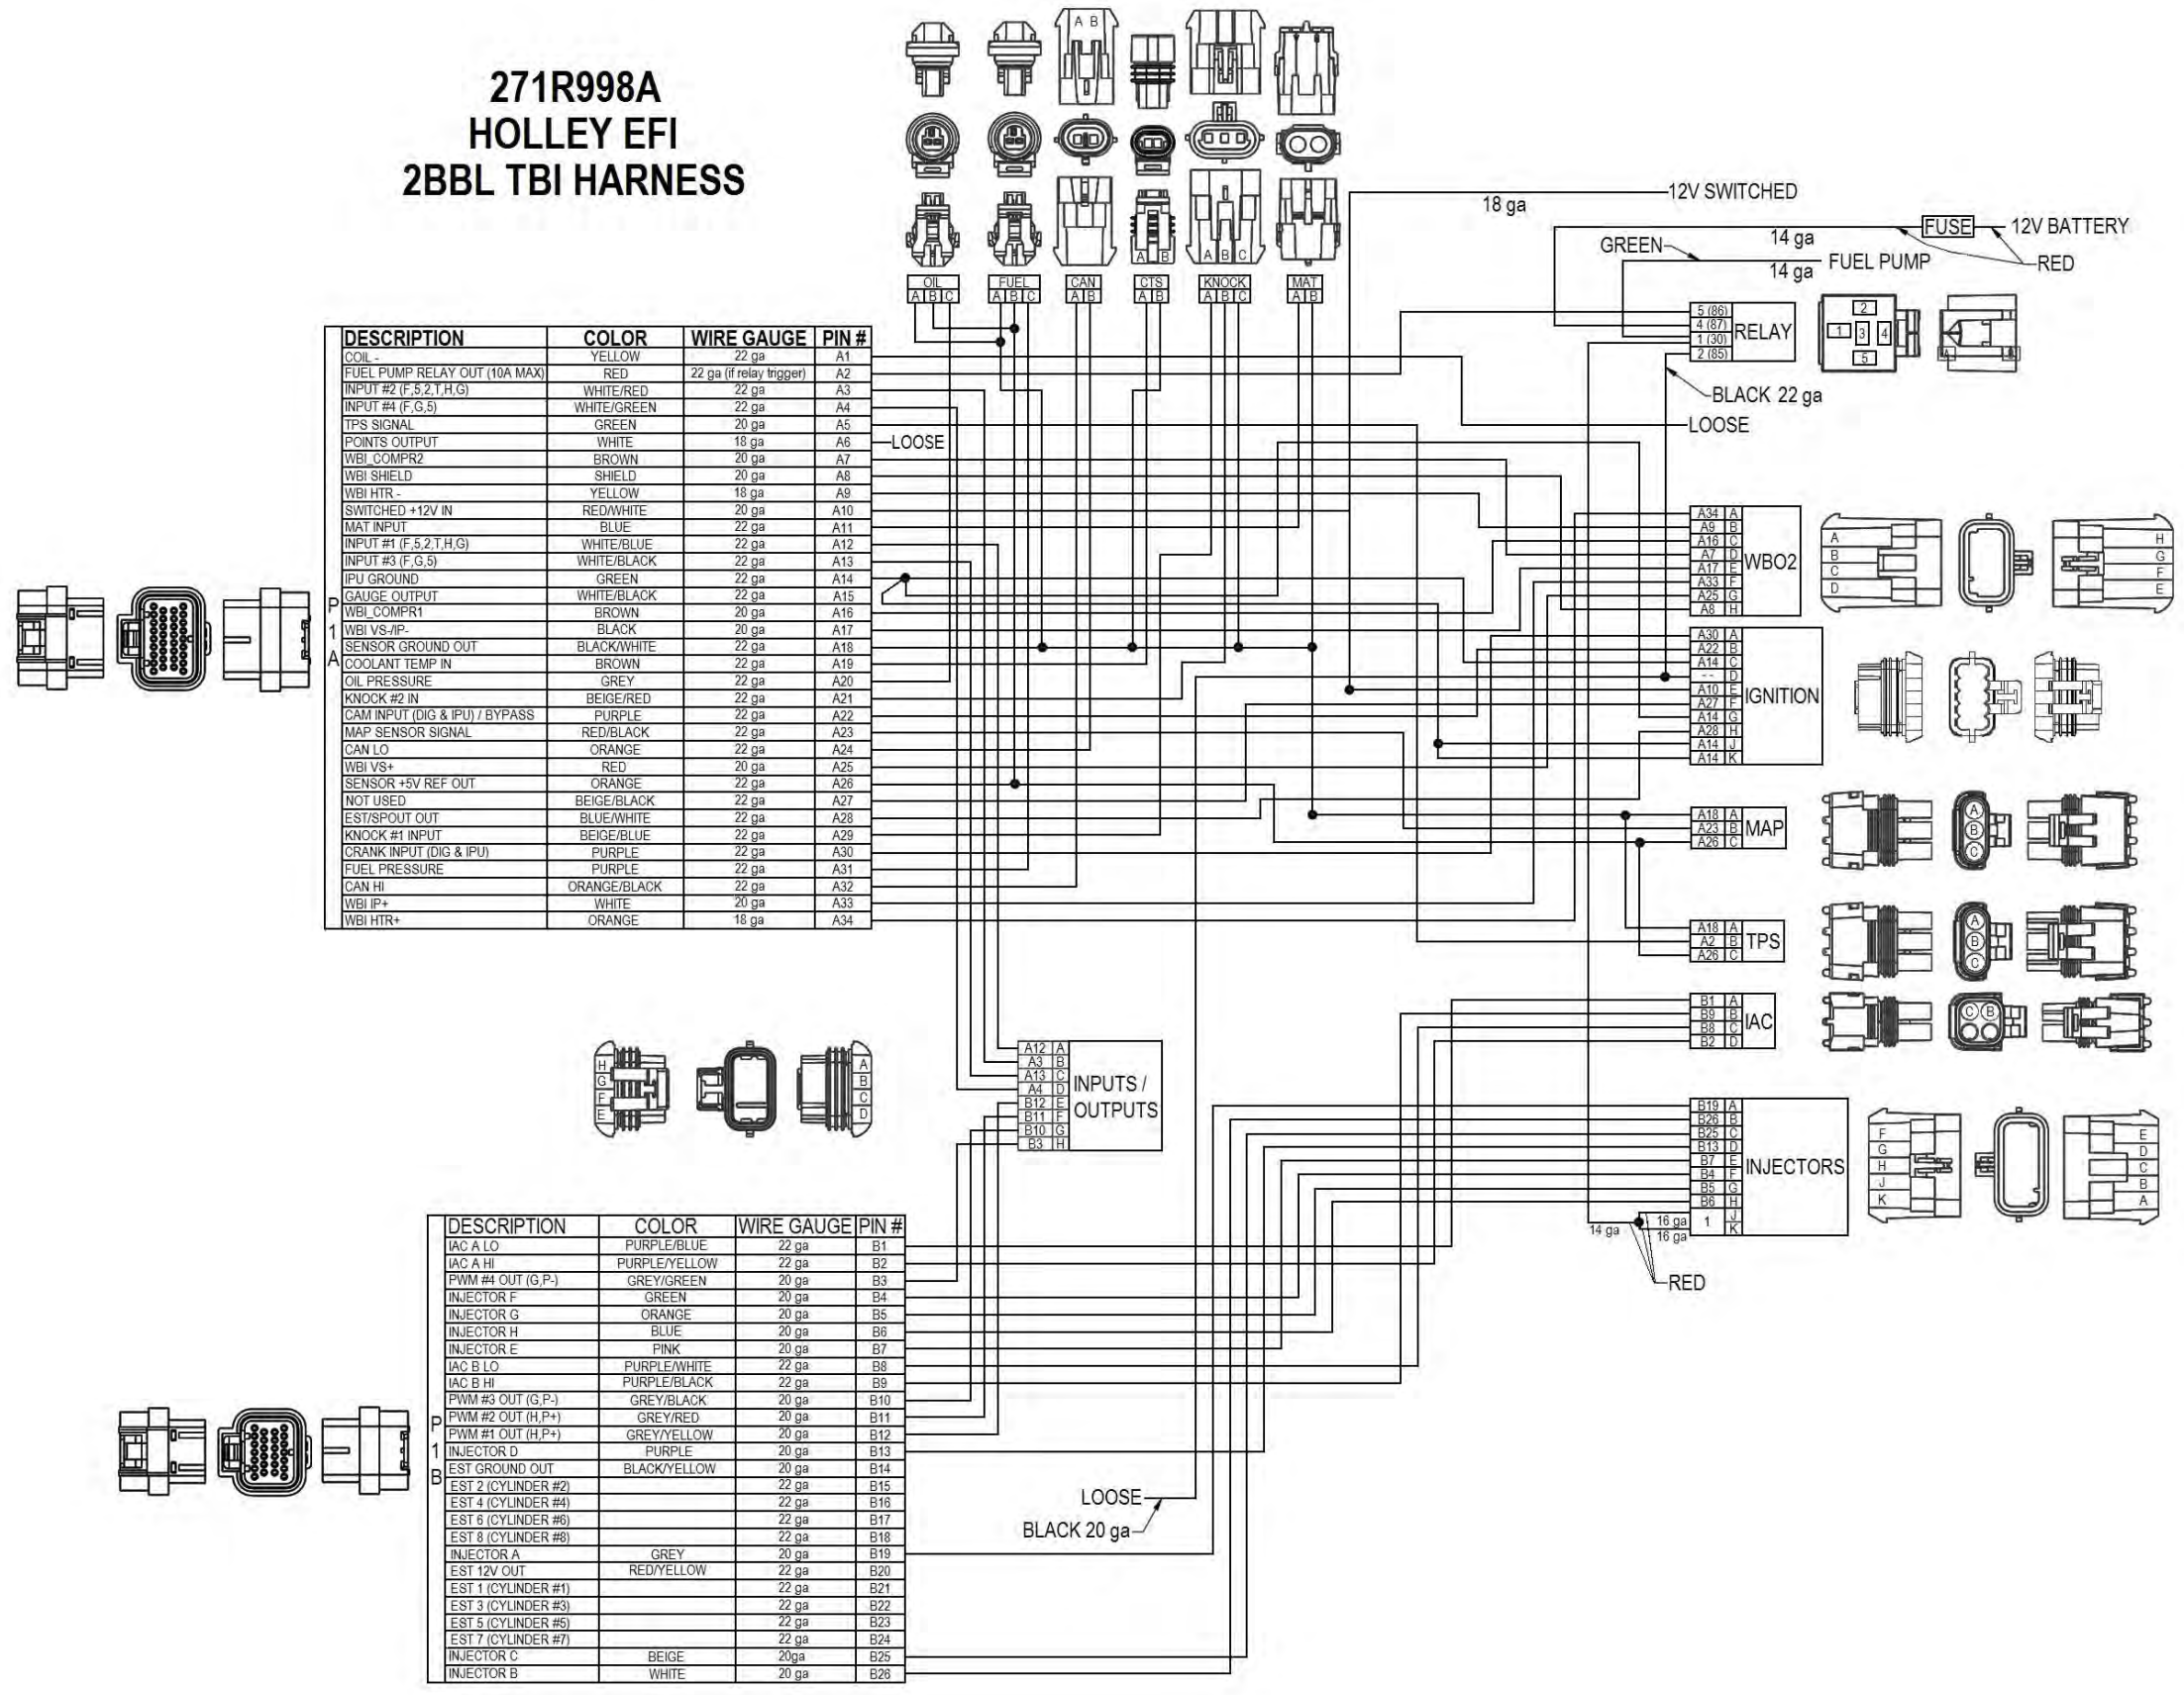 271R998A
HOLLEY EFI
2BBL TBI HARNESS
A B
A B
A B C
OIL
A B C
FUEL
A B C
CAN
A B
CTS
A B
KNOCK
A B C
MAT
A B
18 ga
12V SWITCHED
14 ga
FUSE
12V BATTERY
GREEN
14 ga
FUEL PUMP
RED
5 (86)
4 (87)
1 (30)
2 (85)
RELAY
2
1 3 4
5
BLACK 22 ga
LOOSE
P1A
DESCRIPTION COLOR WIRE GAUGE PIN #
COIL - YELLOW 22 ga A1
FUEL PUMP RELAY OUT (10A MAX) RED 22 ga (if relay trigger) A2
INPUT #2 (F,5,2,T,H,G) WHITE/RED 22 ga A3
INPUT #4 (F,G,5) WHITE/GREEN 22 ga A4
TPS SIGNAL GREEN 20 ga A5
POINTS OUTPUT WHITE 18 ga A6 LOOSE
WBI_COMPR2 BROWN 20 ga A7
WBI SHIELD SHIELD 20 ga A8
WBI HTR - YELLOW 18 ga A9
SWITCHED +12V IN RED/WHITE 20 ga A10
MAT INPUT BLUE 22 ga A11
INPUT #1 (F,5,2,T,H,G) WHITE/BLUE 22 ga A12
INPUT #3 (F,G,5) WHITE/BLACK 22 ga A13
IPU GROUND GREEN 22 ga A14
GAUGE OUTPUT WHITE/BLACK 22 ga A15
WBI_COMPR1 BROWN 20 ga A16
WBI VS-/IP- BLACK 20 ga A17
SENSOR GROUND OUT BLACK/WHITE 22 ga A18
COOLANT TEMP IN BROWN 22 ga A19
OIL PRESSURE GREY 22 ga A20
KNOCK #2 IN BEIGE/RED 22 ga A21
CAM INPUT (DIG & IPU) / BYPASS PURPLE 22 ga A22
MAP SENSOR SIGNAL RED/BLACK 22 ga A23
CAN LO ORANGE 22 ga A24
WBI VS+ RED 20 ga A25
SENSOR +5V REF OUT ORANGE 22 ga A26
NOT USED BEIGE/BLACK 22 ga A27
EST/SPOUT OUT BLUE/WHITE 22 ga A28
KNOCK #1 INPUT BEIGE/BLUE 22 ga A29
CRANK INPUT (DIG & IPU) PURPLE 22 ga A30
FUEL PRESSURE PURPLE 22 ga A31
CAN HI ORANGE/BLACK 22 ga A32
WBI IP+ WHITE 20 ga A33
WBI HTR+ ORANGE 18 ga A34
A34 A
A9 B
A16 C
A7 D
A17 E
A33 F
A25 G
A8 H
WBO2
A
B
C
D
H
G
F
E
A30 A
A22 B
A14 C
-- D
A10 E
A27 F
A14 G
A28 H
A14 J
A14 K
IGNITION
A18 A
A23 B
A26 C
MAP
A
B
C
A18 A
A2 B
A26 C
TPS
A
B
C
B1 A
B9 B
B8 C
B2 D
IAC
C B
H
G
F
E
A
B
C
D
A12 A
A3 B
A13 C
A4 D
B12 E
B11 F
B10 G
B3 H
INPUTS /
OUTPUTS
B19 A
B26 B
B25 C
B13 D
B7 E
B4 F
B5 G
B6 H
1 J
K
INJECTORS
F
G
H
J
K
E
D
C
B
A
14 ga
16 ga
16 ga
RED
P1B
DESCRIPTION COLOR WIRE GAUGE PIN #
IAC A LO PURPLE/BLUE 22 ga B1
IAC A HI PURPLE/YELLOW 22 ga B2
PWM #4 OUT (G,P-) GREY/GREEN 20 ga B3
INJECTOR F GREEN 20 ga B4
INJECTOR G ORANGE 20 ga B5
INJECTOR H BLUE 20 ga B6
INJECTOR E PINK 20 ga B7
IAC B LO PURPLE/WHITE 22 ga B8
IAC B HI PURPLE/BLACK 22 ga B9
PWM #3 OUT (G,P-) GREY/BLACK 20 ga B10
PWM #2 OUT (H,P+) GREY/RED 20 ga B11
PWM #1 OUT (H,P+) GREY/YELLOW 20 ga B12
INJECTOR D PURPLE 20 ga B13
EST GROUND OUT BLACK/YELLOW 20 ga B14
EST 2 (CYLINDER #2) 22 ga B15
EST 4 (CYLINDER #4) 22 ga B16
EST 6 (CYLINDER #6) 22 ga B17
EST 8 (CYLINDER #8) 22 ga B18
INJECTOR A GREY 20 ga B19
EST 12V OUT RED/YELLOW 22 ga B20
EST 1 (CYLINDER #1) 22 ga B21
EST 3 (CYLINDER #3) 22 ga B22
EST 5 (CYLINDER #5) 22 ga B23
EST 7 (CYLINDER #7) 22 ga B24
INJECTOR C BEIGE 20ga B25
INJECTOR B WHITE 20 ga B26
LOOSE
BLACK 20 ga